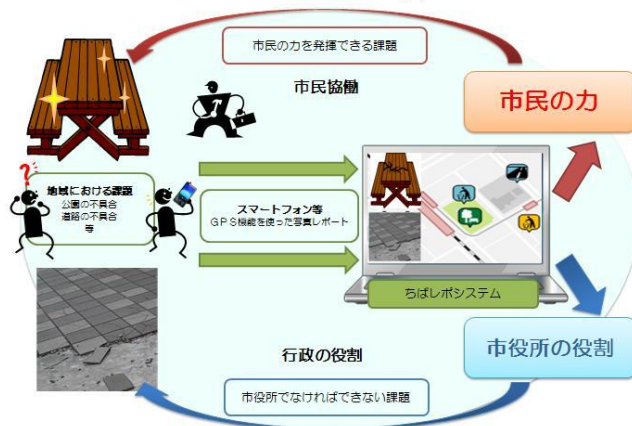 市民の力を発揮できる課題
市民協働
市民の力
地域における課題
公園の不具合
道路の不具合
等
スマートフォン等
GPS機能を使った写真レポート
ちばレポシステム
行政の役割
市役所の役割
市役所でなければできない課題